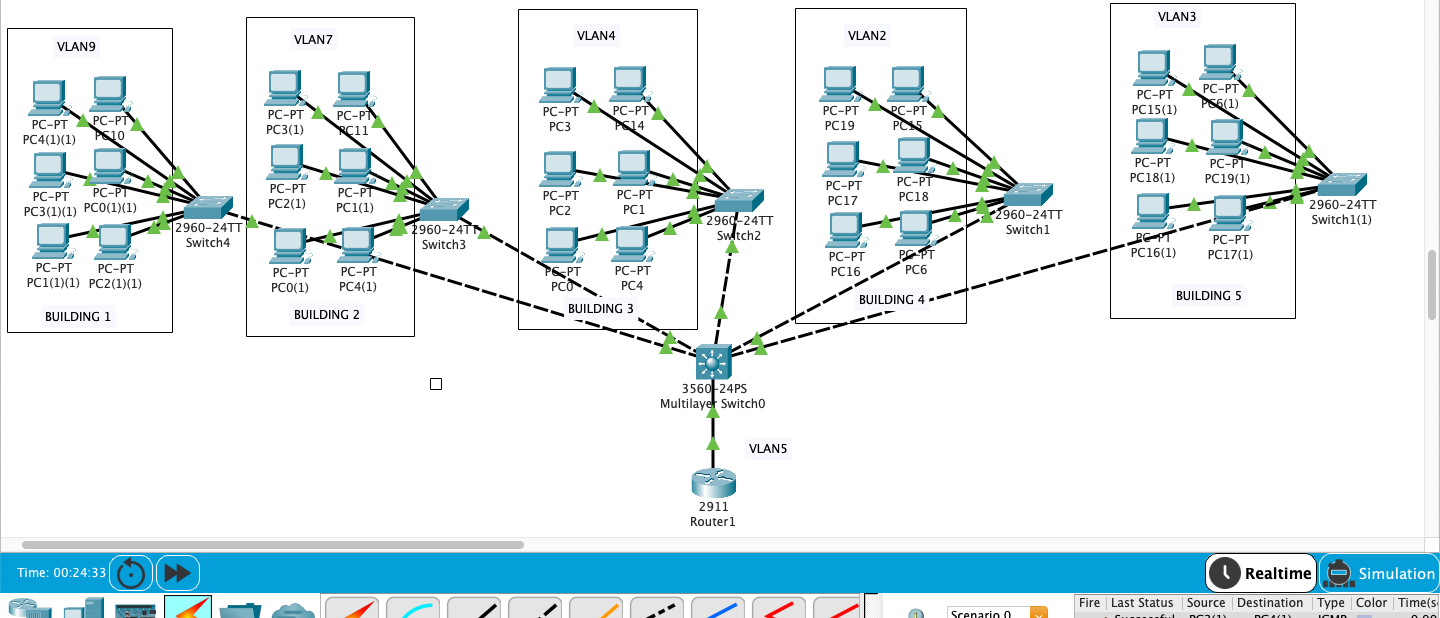 VLAN9
PC-PT
PC4(1)(1)
PC-PT
PC10
PC-PT
PC3(1)(1)
PC-PT
PC0(1)(1)
PC-PT
PC1(1)(1)
PC-PT
PC2(1)(1)
2960-24TT
Switch4
BUILDING 1
VLAN7
PC-PT
PC3(1)
PC-PT
PC11
PC-PT
PC2(1)
PC-PT
PC1(1)
PC-PT
PC0(1)
PC-PT
PC4(1)
2960-24TT
Switch3
BUILDING 2
VLAN4
PC-PT
PC3
PC-PT
PC14
PC-PT
PC2
PC-PT
PC1
PC-PT
PC0
PC-PT
PC4
2960-24TT
Switch2
BUILDING 3
VLAN2
PC-PT
PC19
PC-PT
PC15
PC-PT
PC17
PC-PT
PC18
PC-PT
PC16
PC-PT
PC6
2960-24TT
Switch1
BUILDING 4
VLAN3
PC-PT
PC15(1)
PC-PT
PC6(1)
PC-PT
PC18(1)
PC-PT
PC19(1)
PC-PT
PC16(1)
PC-PT
PC17(1)
2960-24TT
Switch1(1)
BUILDING 5
3560-24PS
Multilayer Switch0
VLAN5
2911
Router1
Time: 00:24:33
Realtime
Simulation
Scenario 0
Fire Last Status Source Destination Type Color Time(s
Successful PC3(1) PC4(1) ICMP 0.00